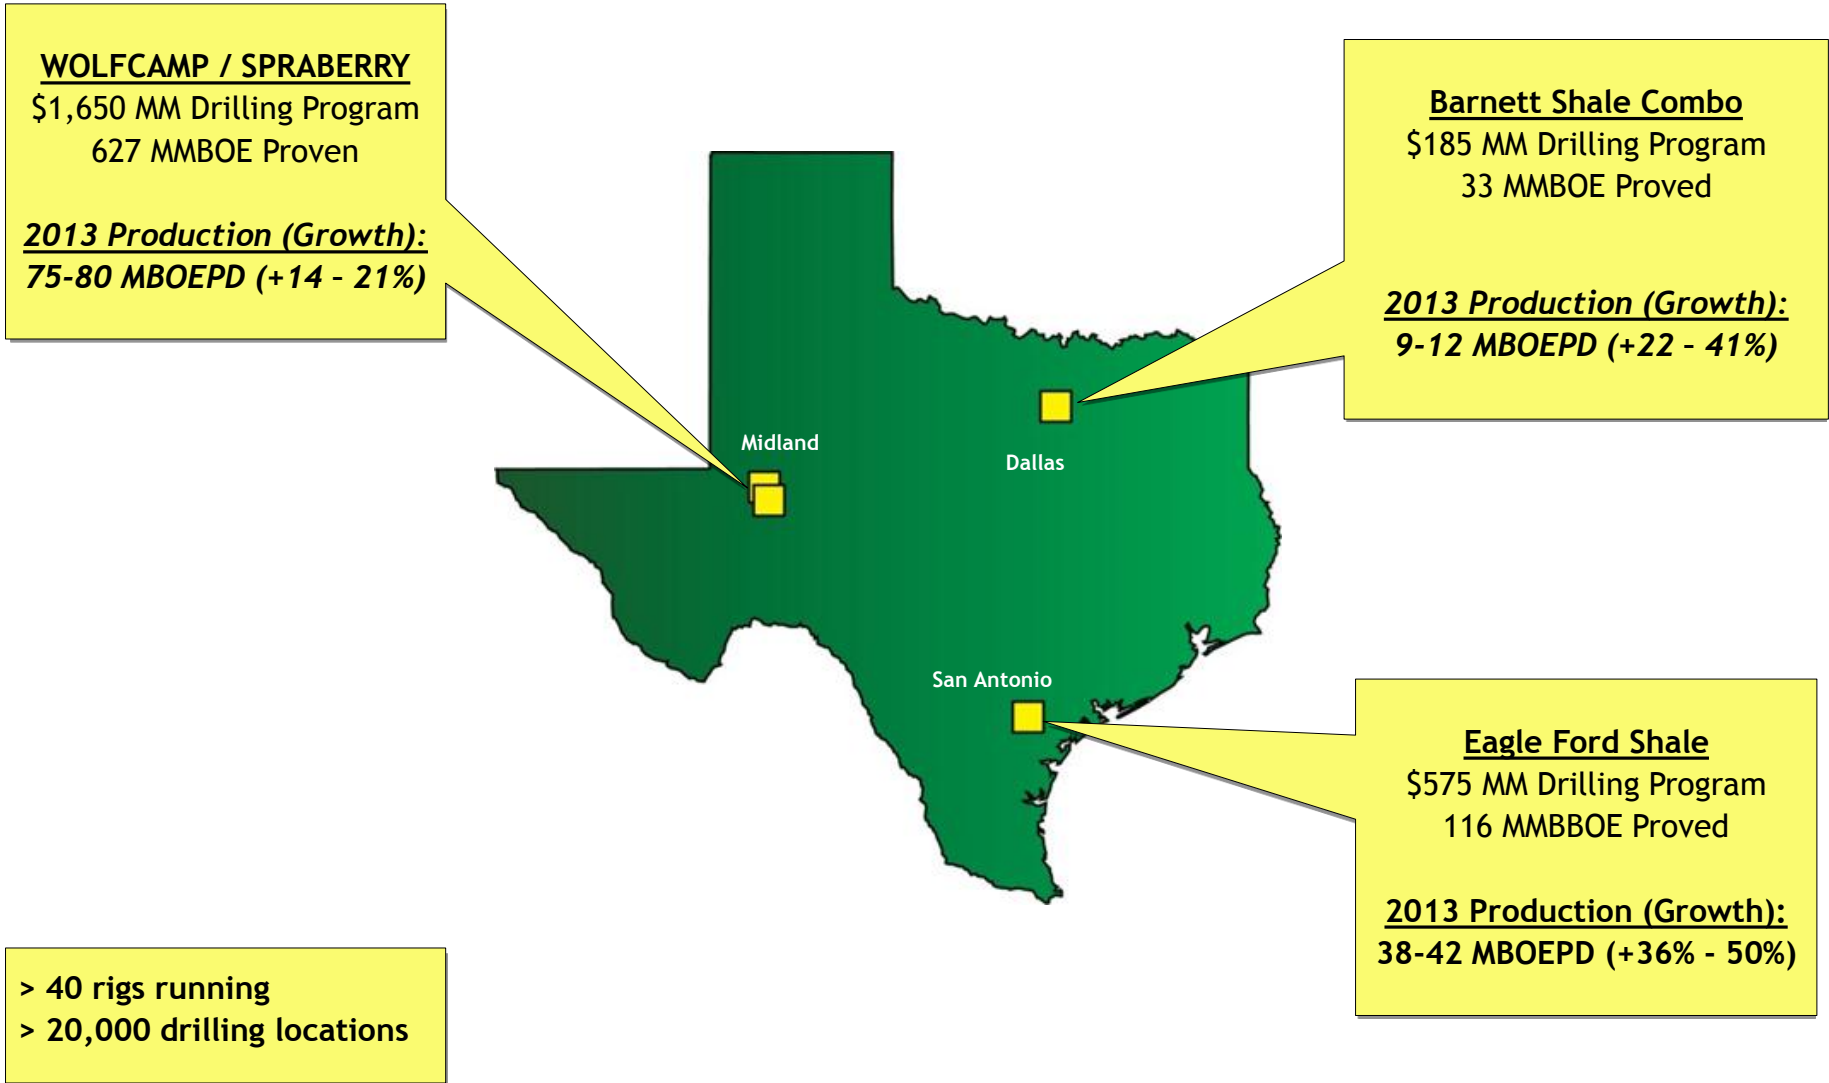 WOLFCAMP / SPRABERRY
$1,650 MM Drilling Program
627 MMBOE Proven
2013 Production (Growth):
75-80 MBOEPD (+14 – 21%)
Barnett Shale Combo
$185 MM Drilling Program
33 MMBOE Proved
2013 Production (Growth):
9-12 MBOEPD (+22 – 41%)
Midland
Dallas
San Antonio
Eagle Ford Shale
$575 MM Drilling Program
116 MMBBOE Proved
2013 Production (Growth):
38-42 MBOEPD (+36% - 50%)
> 40 rigs running
> 20,000 drilling locations